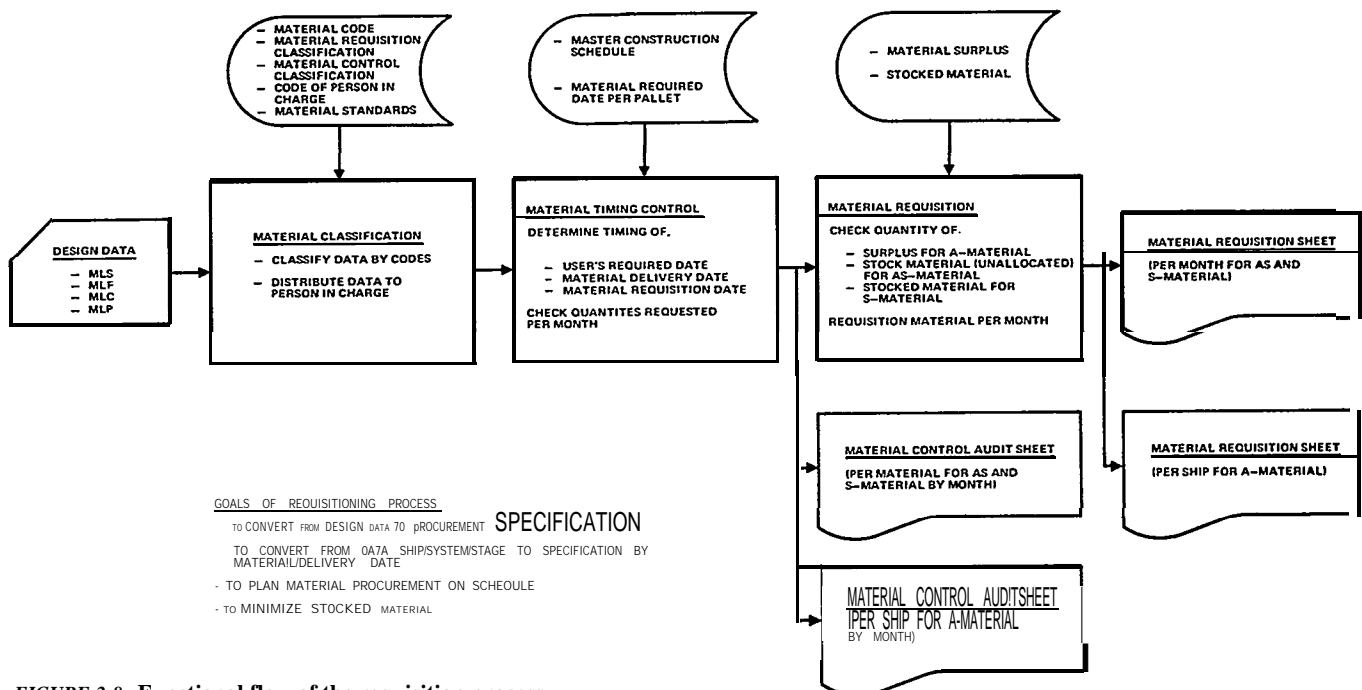 – MATERIAL CODE
– MATERIAL REQUISITION
CLASSIFICATION
– MATERIAL CONTROL
CLASSIFICATION
– CODE OF PERSON IN
CHARGE
– MATERIAL STANDARDS
– MASTER CONSTRUCTION
SCHEDULE
– MATERIAL REQUIRED
DATE PER PALLET
– MATERIAL SURPLUS
– STOCKED MATERIAL
DESIGN DATA
– MLS
– MLF
– MLC
– MLP
MATERIAL CLASSIFICATION
– CLASSIFY DATA BY CODES
– DISTRIBUTE DATA TO
PERSON IN CHARGE
MATERIAL TIMING CONTROL
DETERMINE TIMING OF,
– USER'S REQUIRED DATE
– MATERIAL DELIVERY DATE
– MATERIAL REQUISITION DATE
CHECK QUANTITES REQUESTED
PER MONTH
MATERIAL REQUISITION
CHECK QUANTITY OF.
– SURPLUS FOR A–MATERIAL
– STOCK MATERIAL (UNALLOCATED)
FOR AS–MATERIAL
– STOCKED MATERIAL FOR
S–MATERIAL
REQUISITION MATERIAL PER MONTH
MATERIAL REQUISITION SHEET
(PER MONTH FOR AS AND
S–MATERIAL)
MATERIAL CONTROL AUDIT SHEET
(PER MATERIAL FOR AS AND
S–MATERIAL BY MONTH)
MATERIAL REQUISITION SHEET
(PER SHIP FOR A–MATERIAL)
GOALS OF REQUISITIONING PROCESS
TO CONVERT FROM DESIGN DATA 70 pROCUREMENT SPECIFICATION
TO CONVERT FROM 0A7A SHIP/SYSTEM/STAGE TO SPECIFICATION BY
MATERIA!L/DELIVERY DATE
- TO PLAN MATERIAL PROCUREMENT ON SCHEOULE
- TO MINIMIZE STOCKED MATERIAL
MATERIAL CONTROL AUD!TSHEET
IPER SHIP FOR A-MATERIAL
BY MONTH)